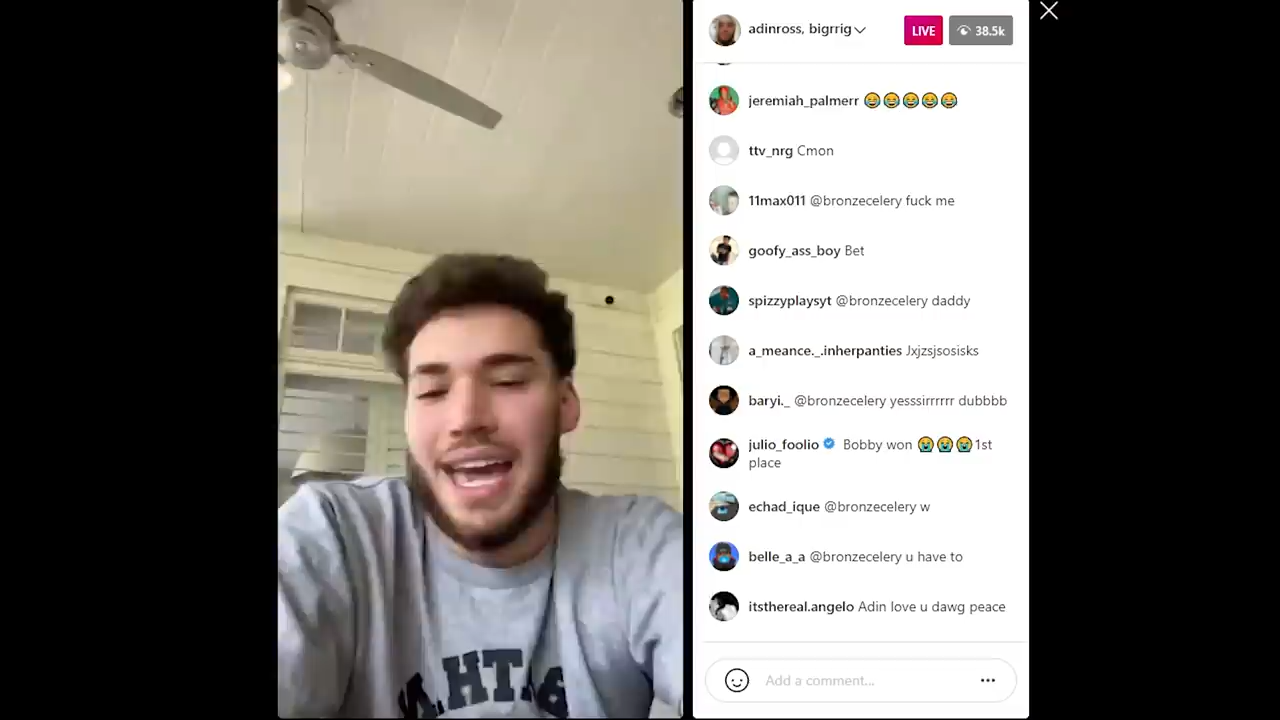 adinross, bigrrig
LIVE
38.5k
jeremiah_palmerr 😂😂😂😂😂
ttv_nrg Cmon
11max011 @bronzecelery fuck me
goofy_ass_boy Bet
spizzyplaysyt @bronzecelery daddy
a_meance._.inherpanties Jxjzsjsosisks
baryi._ @bronzecelery yesssirrrrrr dubbbb
julio_foolio Bobby won 😭😭😭1st
place
echad_ique @bronzecelery w
belle_a_a @bronzecelery u have to
itsthereal.angelo Adin love u dawg peace
Add a comment...